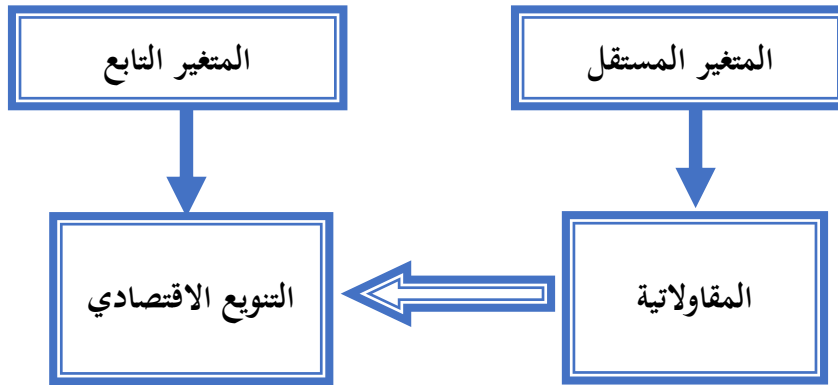 المتغير المستقل
المتغير التابع
المقاولاتية
التنويع الاقتصادي